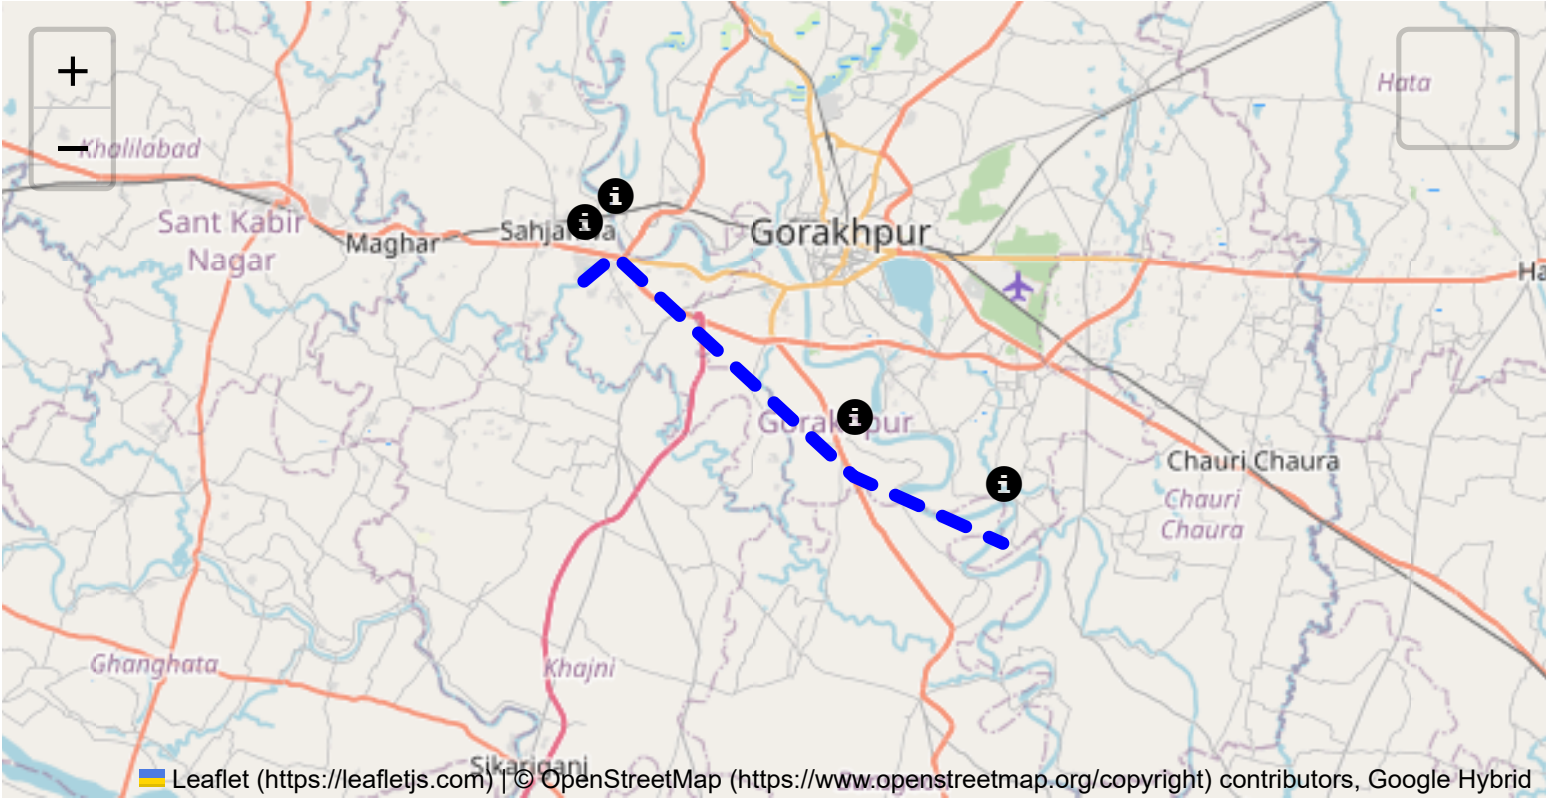 +
−
Hata
Khalilabad
Sant Kabir
Nagar
Maghar
Gorakhpur
Ha
Gorakhpur
Chauri Chaura
Chauri
Chaura
Ghanghata
Khajni
Sikariganj
Leaflet (https://leafletjs.com) | © OpenStreetMap (https://www.openstreetmap.org/copyright) contributors, Google Hybrid